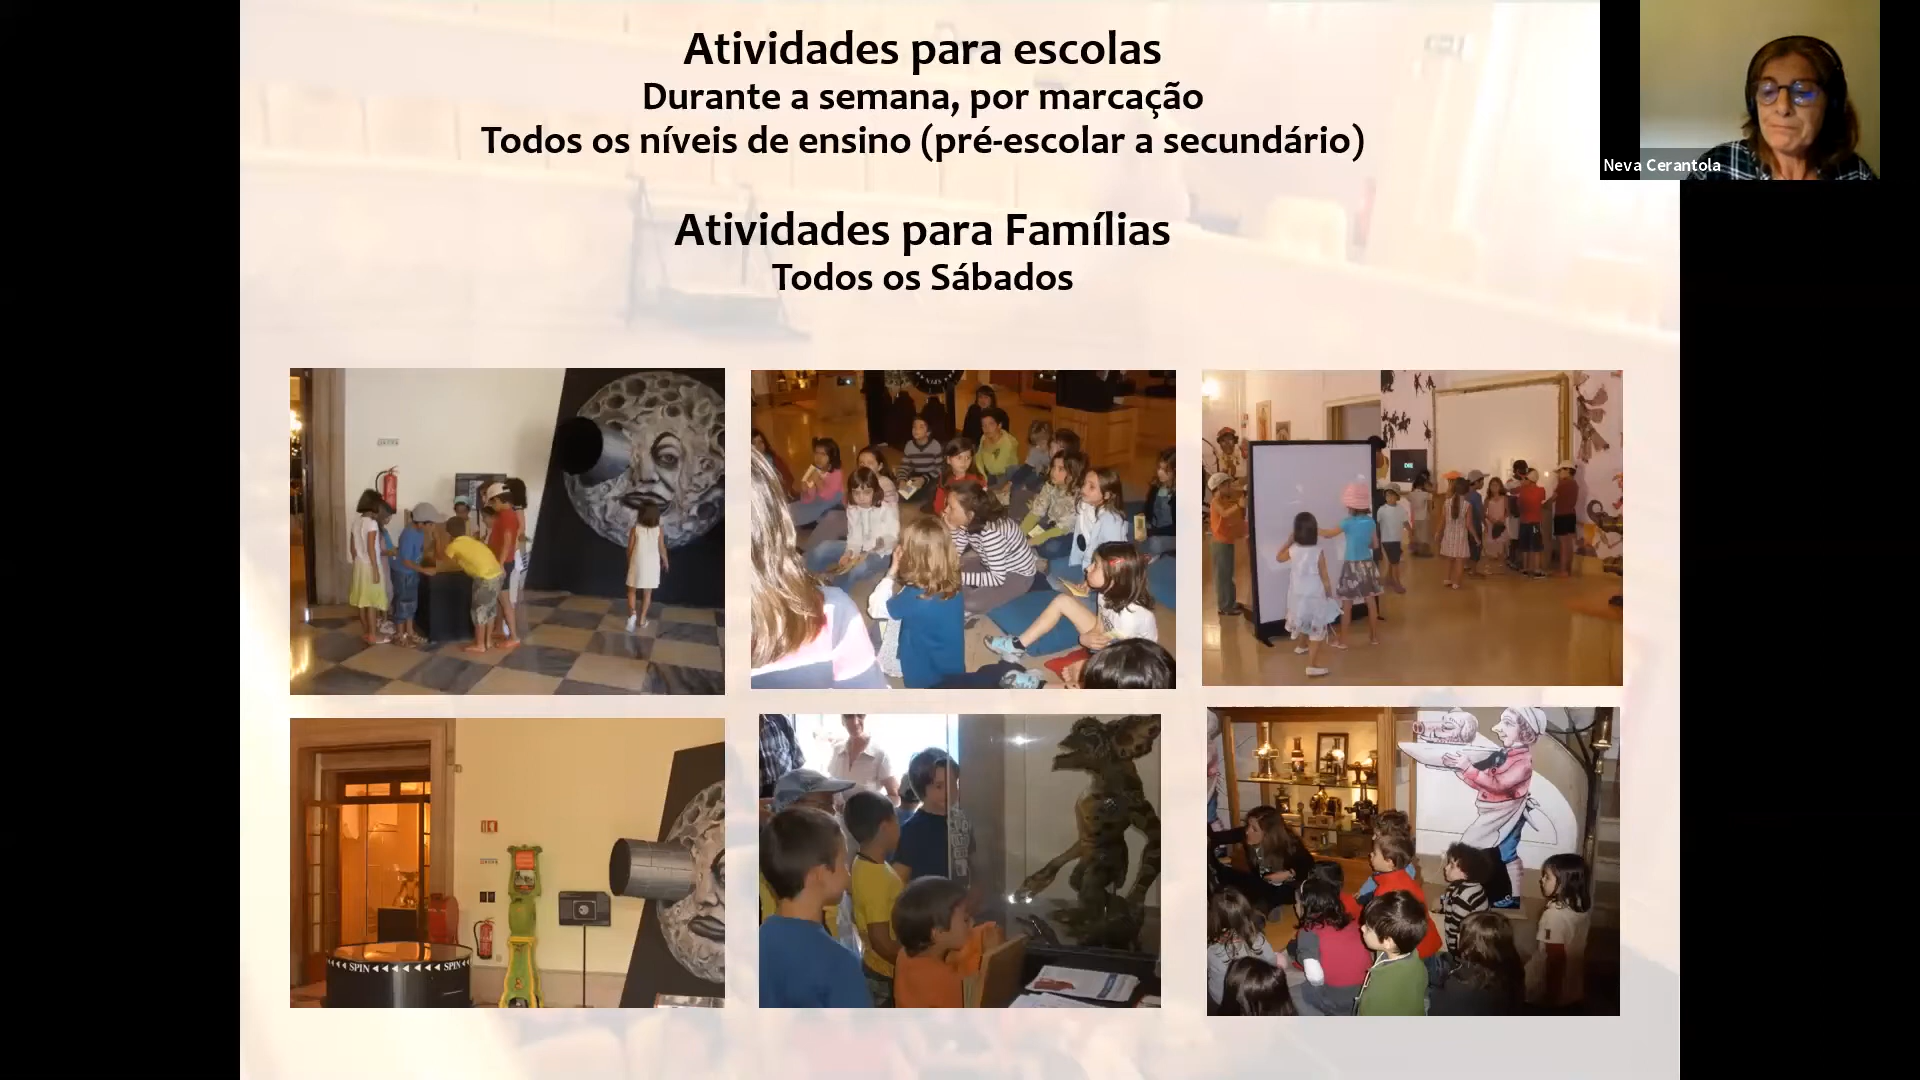 Atividades para escolas
Durante a semana, por marcação
Todos os níveis de ensino (pré-escolar a secundário)
Atividades para Famílias
Todos os Sábados
Neva Cerantola
SPIN
SPIN